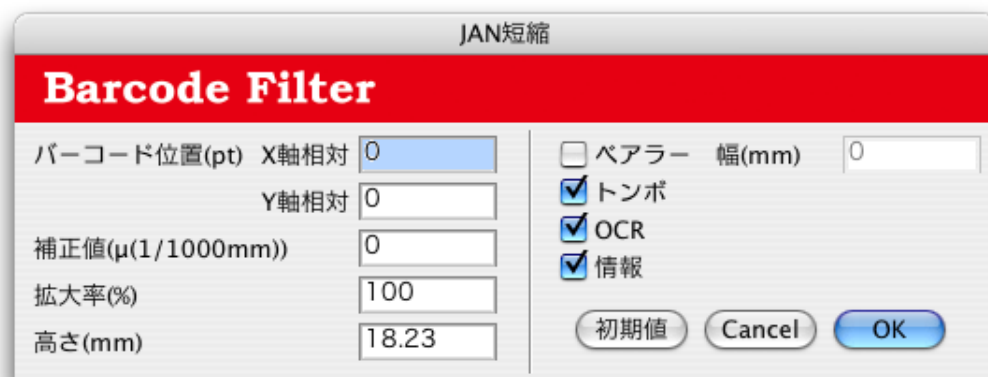 JAN短縮
Barcode Filter
バーコード位置(pt) X軸相対 0
Y軸相対 0
補正値(μ(1/1000mm)) 0
拡大率(%) 100
高さ(mm) 18.23
ベアラー 幅(mm) 0
トンボ
OCR
情報
初期値 Cancel OK